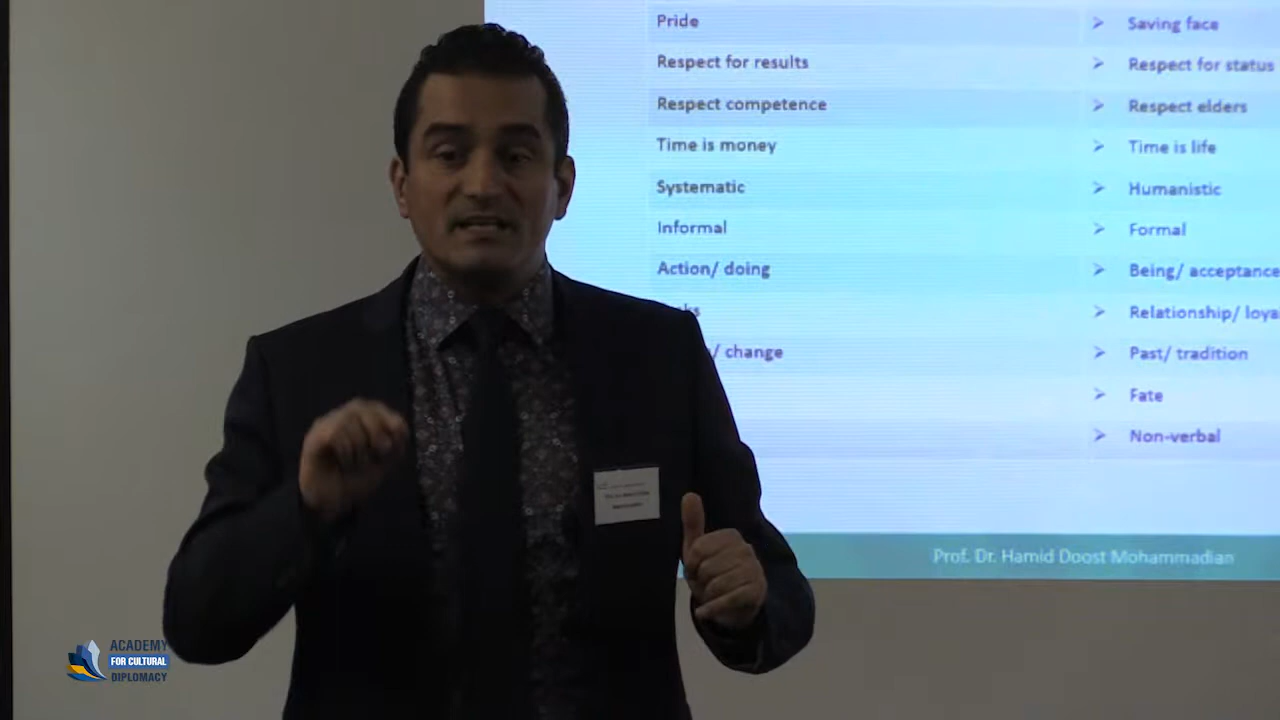 Pride
➢ Saving face
Respect for results
➢ Respect for status
Respect competence
➢ Respect elders
Time is money
➢ Time is life
Systematic
➢ Humanistic
Informal
➢ Formal
Action/ doing
➢ Being/ acceptance
➢ Relationship/
/ change
➢ Past/ tradition
➢ Fate
➢ Non-verbal
Prof. Dr. Hamid Doost Mohammadian
ACADEMY
FOR CULTURAL
DIPLOMACY